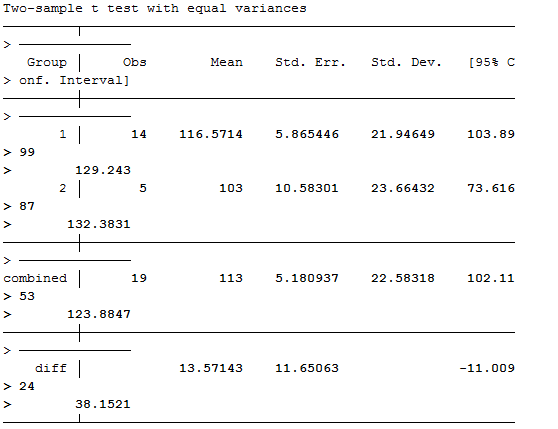 Two-sample t test with equal variances
>
Group Obs Mean Std. Err. Std. Dev. [95% C
> onf. Interval]
>
1 14 116.5714 5.865446 21.94649 103.89
> 99
> 129.243
2 5 103 10.58301 23.66432 73.616
> 87
> 132.3831
>
combined 19 113 5.180937 22.58318 102.11
> 53
> 123.8847
>
diff 13.57143 11.65063 -11.009
> 24
> 38.1521